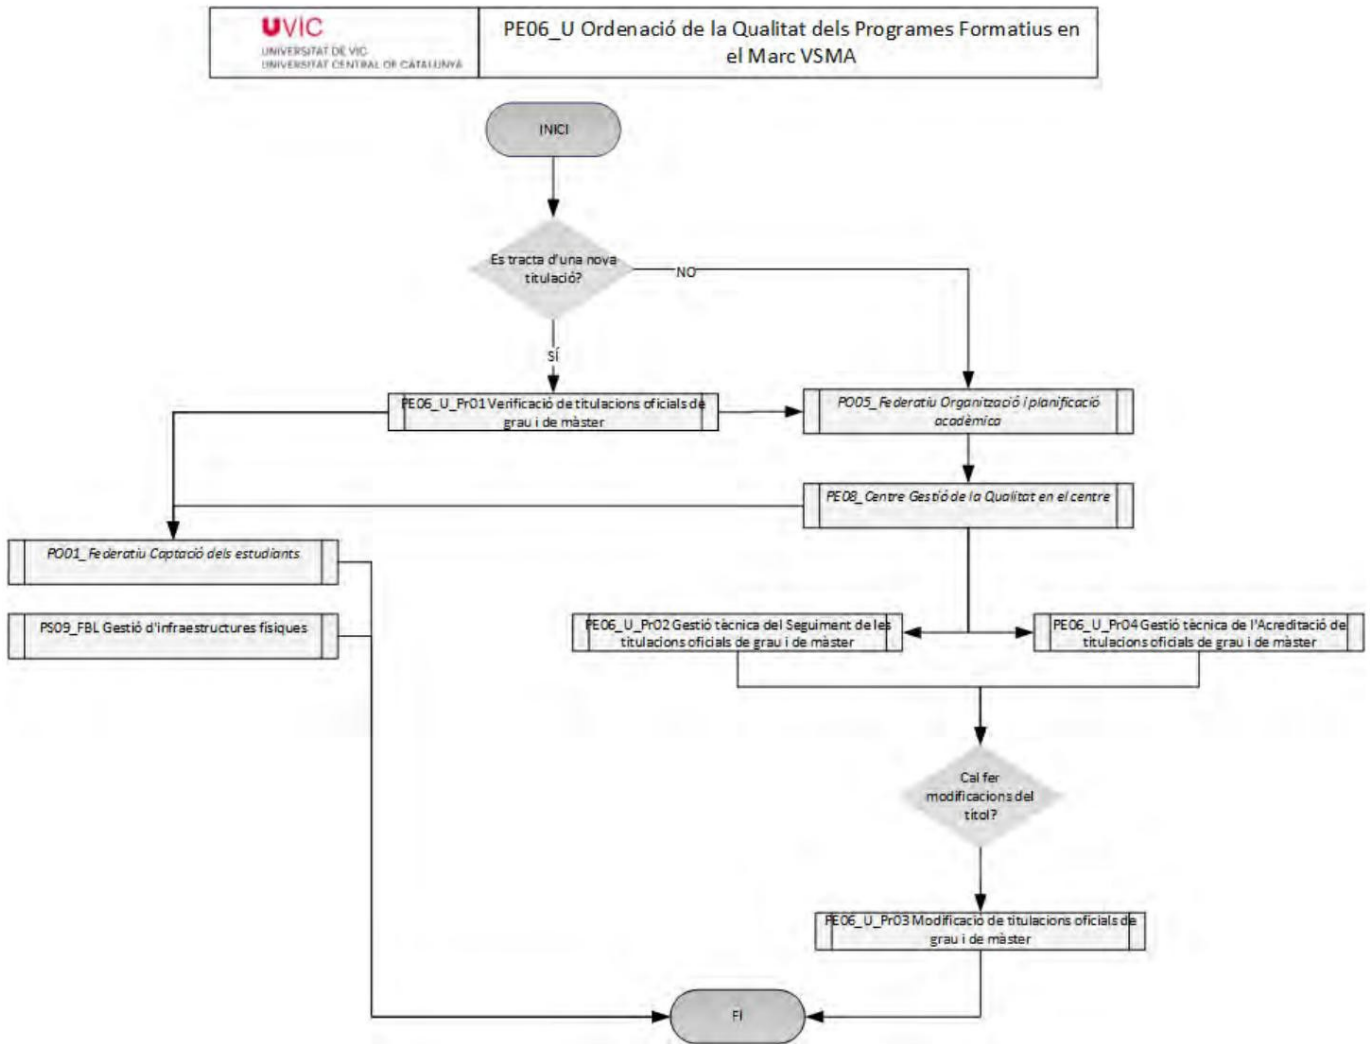 UVIC
UNIVERSITAT DE VIC
UNIVERSITAT CENTRAL DE CATALUNYA
PE06_U Ordenació de la Qualitat dels Programes Formatius en
el Marc VSMA
INICI
Es tracta d'una nova
titulació?
NO
SÍ
PE06_U_Pr01 Verificació de titulacions oficials de
grau i de màster
PO05_Federatiu Organització i planificació
acadèmica
PE08_Centre Gestió de la Qualitat en el centre
PO01_Federatiu Captació dels estudiants
PS09_FBL Gestió d'infraestructures físiques
PE06_U_Pr02 Gestió tècnica del Seguiment de les
titulacions oficials de grau i de màster
PE06_U_Pr04 Gestió tècnica de l'Acreditació de
titulacions oficials de grau i de màster
Cal fer
modificacions del
títol?
PE06_U_Pr03 Modificació de titulacions oficials de
grau i de màster
FI